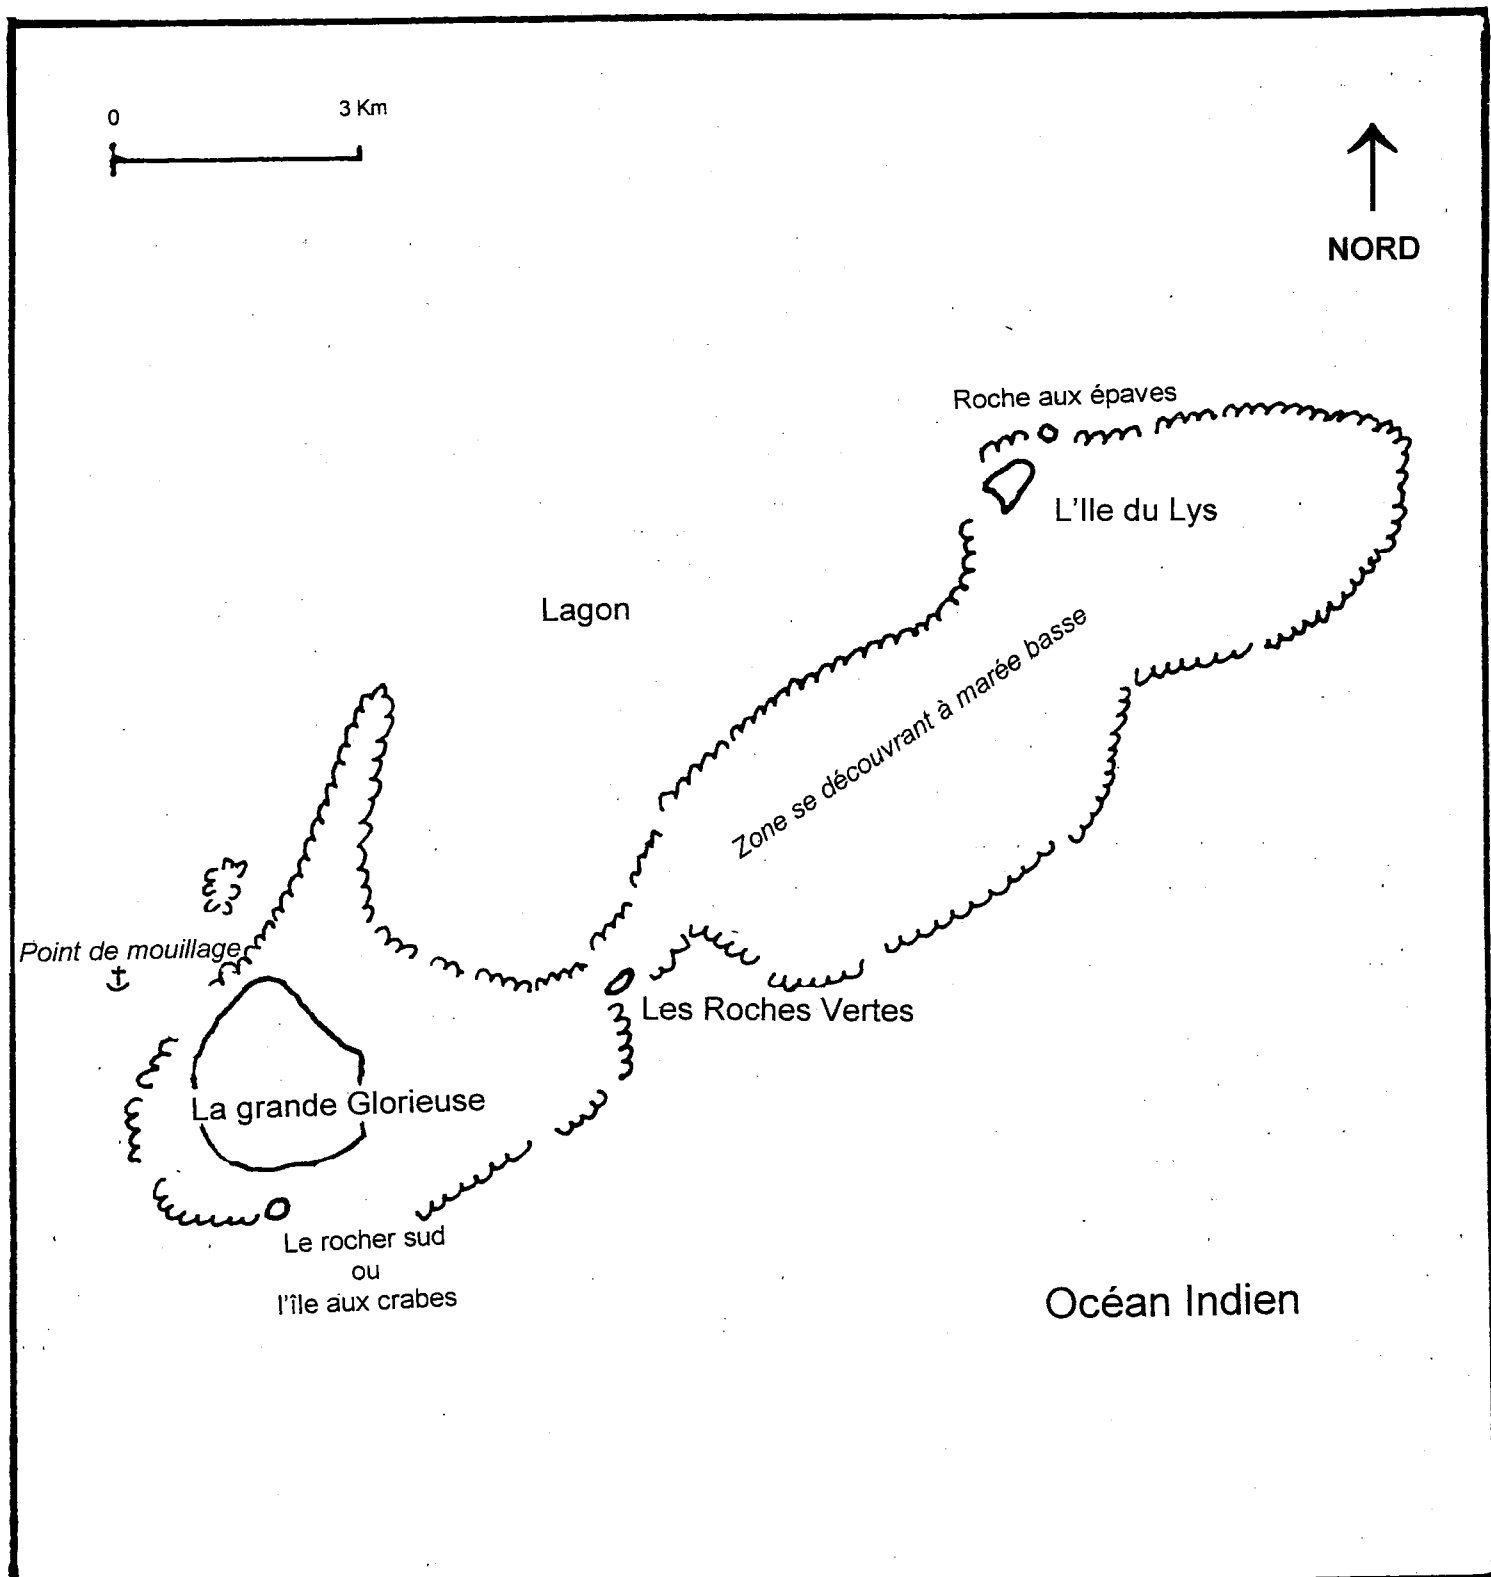 0
3 Km
NORD
Roche aux épaves
L'Ile du Lys
Lagon
Zone se découvrant à marée basse
Point de mouillage
Les Roches Vertes
La grande Glorieuse
Le rocher sud
ou
l'île aux crabes
Océan Indien